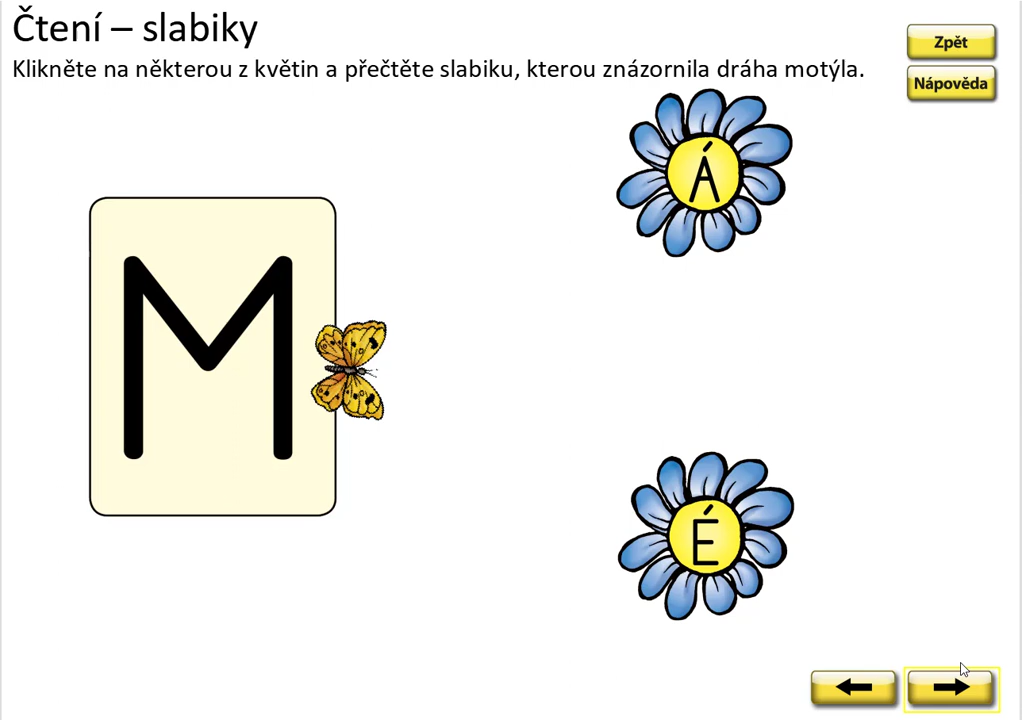 Čtení – slabiky
Klikněte na některou z květin a přečtěte slabiku, kterou znázornila dráha motýla.
Zpět
Nápověda
Á
M
É